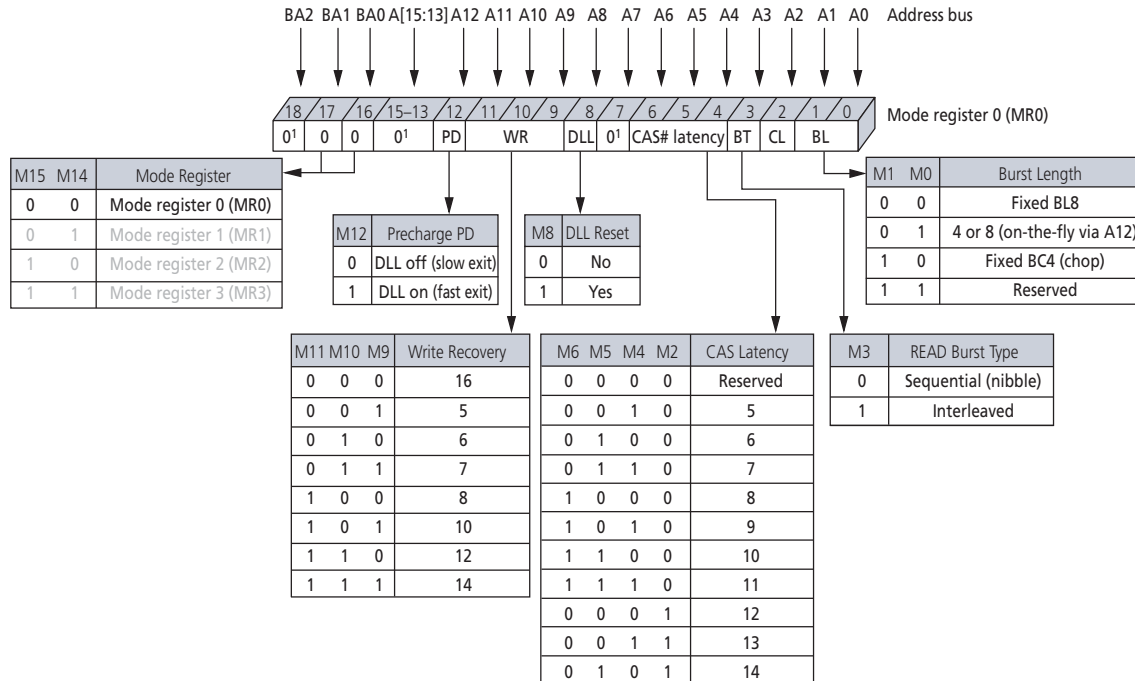 BA2 BA1 BA0 A[15:13] A12 A11 A10 A9 A8 A7 A6 A5 A4 A3 A2 A1 A0 Address bus
18 17 16 15–13 12 11 10 9 8 7 6 5 4 3 2 1 0
Mode register 0 (MR0)
0¹ 0 0 0¹ PD WR DLL 0¹ CAS# latency BT CL BL
M15 M14 Mode Register
0 0 Mode register 0 (MR0)
0 1 Mode register 1 (MR1)
1 0 Mode register 2 (MR2)
1 1 Mode register 3 (MR3)
M12 Precharge PD
0 DLL off (slow exit)
1 DLL on (fast exit)
M8 DLL Reset
0 No
1 Yes
M1 M0 Burst Length
0 0 Fixed BL8
0 1 4 or 8 (on-the-fly via A12)
1 0 Fixed BC4 (chop)
1 1 Reserved
M11 M10 M9 Write Recovery
0 0 0 16
0 0 1 5
0 1 0 6
0 1 1 7
1 0 0 8
1 0 1 10
1 1 0 12
1 1 1 14
M6 M5 M4 M2 CAS Latency
0 0 0 0 Reserved
0 0 1 0 5
0 1 0 0 6
0 1 1 0 7
1 0 0 0 8
1 0 1 0 9
1 1 0 0 10
1 1 1 0 11
0 0 0 1 12
0 0 1 1 13
0 1 0 1 14
M3 READ Burst Type
0 Sequential (nibble)
1 Interleaved